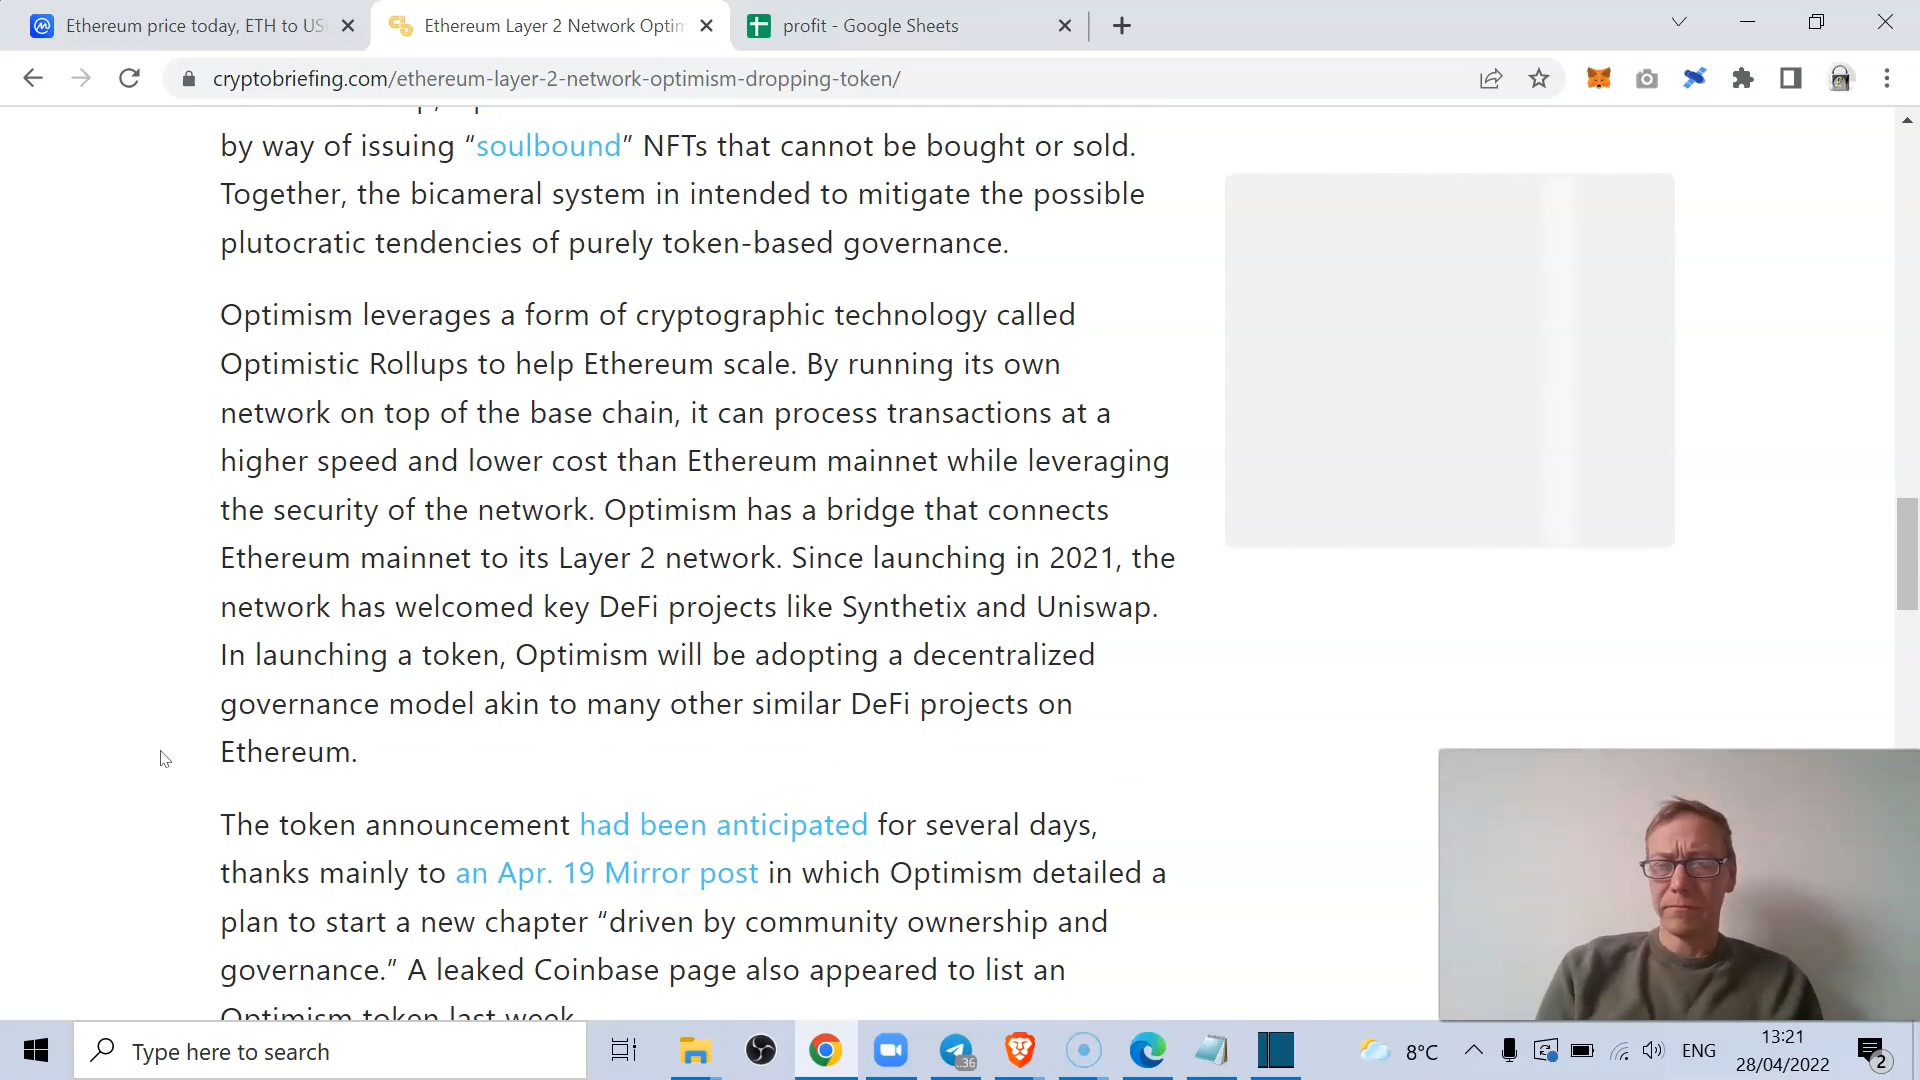 Ethereum price today, ETH to US
Ethereum Layer 2 Network Optim
profit - Google Sheets
cryptobriefing.com/ethereum-layer-2-network-optimism-dropping-token/
by way of issuing “soulbound” NFTs that cannot be bought or sold.
Together, the bicameral system in intended to mitigate the possible
plutocratic tendencies of purely token-based governance.
Optimism leverages a form of cryptographic technology called
Optimistic Rollups to help Ethereum scale. By running its own
network on top of the base chain, it can process transactions at a
higher speed and lower cost than Ethereum mainnet while leveraging
the security of the network. Optimism has a bridge that connects
Ethereum mainnet to its Layer 2 network. Since launching in 2021, the
network has welcomed key DeFi projects like Synthetix and Uniswap.
In launching a token, Optimism will be adopting a decentralized
governance model akin to many other similar DeFi projects on
Ethereum.
The token announcement had been anticipated for several days,
thanks mainly to an Apr. 19 Mirror post in which Optimism detailed a
plan to start a new chapter “driven by community ownership and
governance.” A leaked Coinbase page also appeared to list an
Optimism token last week.
Type here to search
36
8°C
ENG
13:21
28/04/2022
2